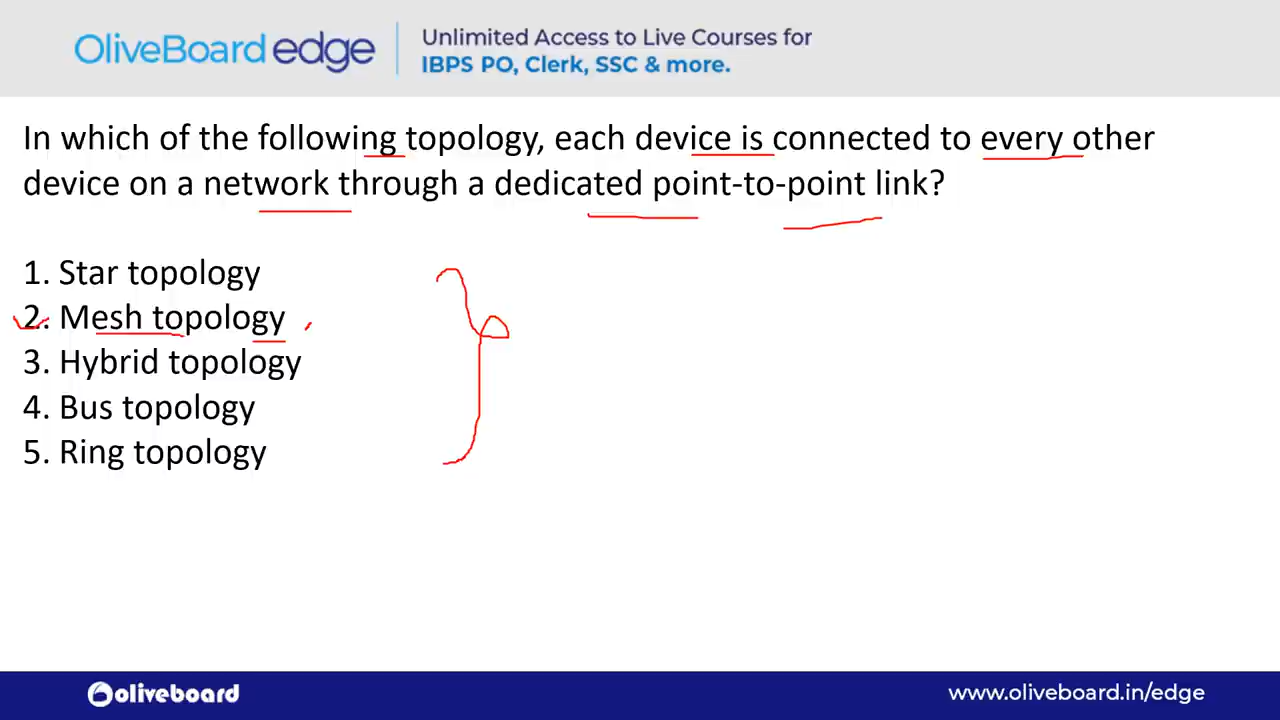 OliveBoard edge
Unlimited Access to Live Courses for
IBPS PO, Clerk, SSC & more.
In which of the following topology, each device is connected to every other
device on a network through a dedicated point-to-point link?
1. Star topology
2. Mesh topology
3. Hybrid topology
4. Bus topology
5. Ring topology
oliveboard
www.oliveboard.in/edge